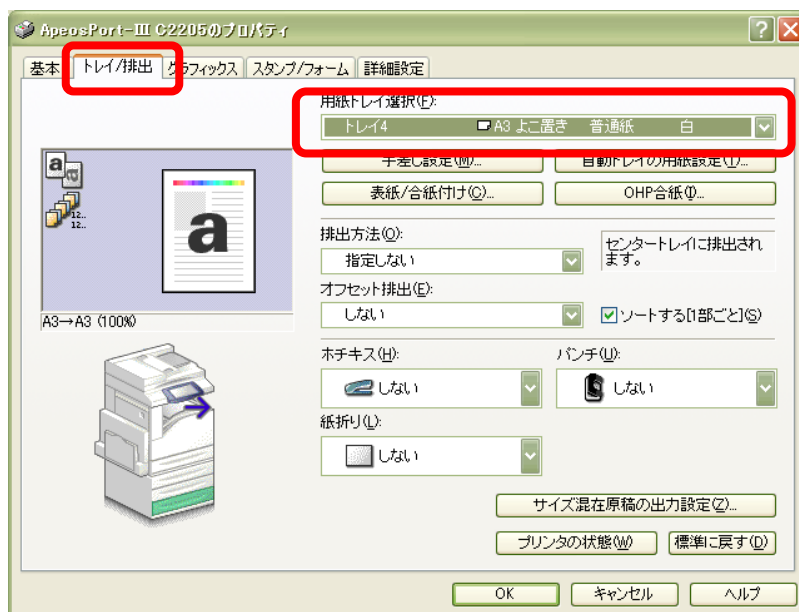 ApeosPort-III C2205のプロパティ
基本 トレイ/排出 グラフィックス スタンプ/フォーム 詳細設定
用紙トレイ選択(F):
トレイ4 A3 よこ置き 普通紙 白
手差し設定(M)... 自動トレイの用紙設定(T)...
表紙/合紙付け(C)... OHP合紙(I)...
排出方法(O):
指定しない
センタートレイに排出され
ます。
オフセット排出(E):
しない
ソートする[1部ごと](S)
a
a
12..
12..
a
A3→A3 (100%)
ホチキス(H): パンチ(U):
しない しない
紙折り(L):
しない
サイズ混在原稿の出力設定(Z)...
プリンタの状態(W) 標準に戻す(D)
OK キャンセル ヘルプ